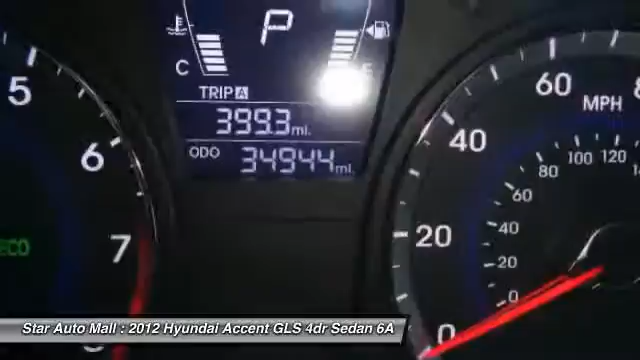 P
C E
TRIP A
399.3 mi.
ODO 34944 mi.
5
6
7
ECO
MPH
0 20 40 60
0 20 40 60 80 100 120
Star Auto Mall : 2012 Hyundai Accent GLS 4dr Sedan 6A